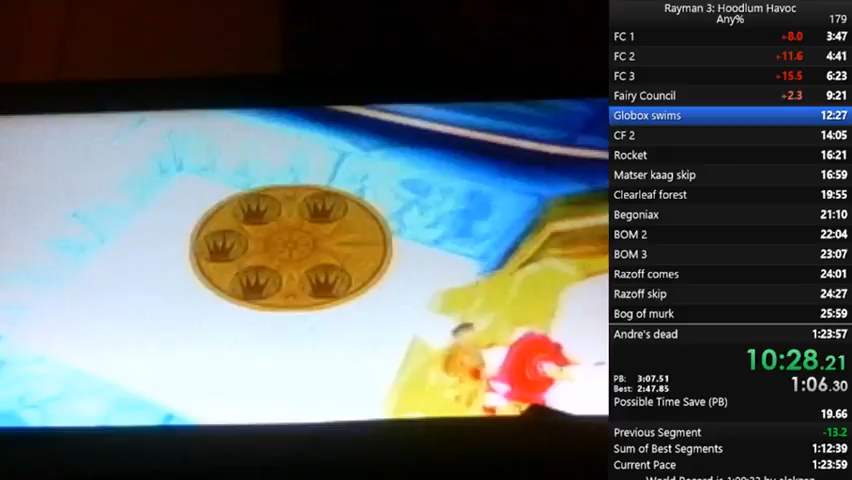 Rayman 3: Hoodlum Havoc
Any% 179
FC 1 +8.0 3:47
FC 2 +11.6 4:41
FC 3 +15.5 6:23
Fairy Council +2.3 9:21
Globox swims 12:27
CF 2 14:05
Rocket 16:21
Matser kaag skip 16:59
Clearleaf forest 19:55
Begoniax 21:10
BOM 2 22:04
BOM 3 23:07
Razoff comes 24:01
Razoff skip 24:27
Bog of murk 25:59
Andre's dead 1:23:57
10:28.21
PB: 3:07.51
Best: 2:47.85
1:06.30
Possible Time Save (PB)
19.66
Previous Segment -13.2
Sum of Best Segments 1:12:39
Current Pace 1:23:59